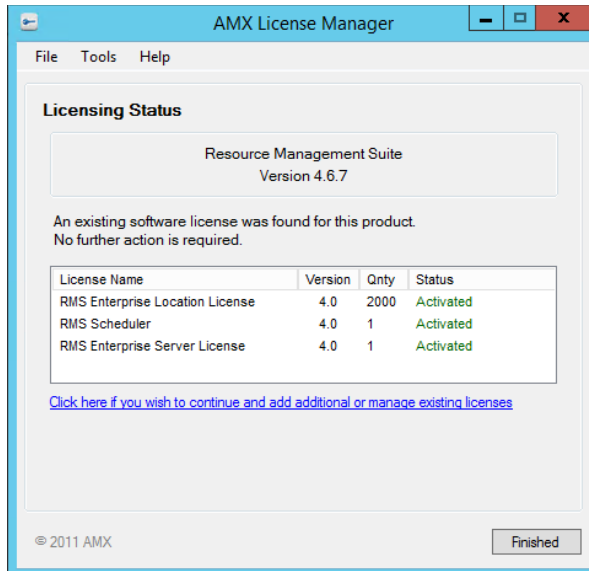 AMX License Manager
File Tools Help
Licensing Status
Resource Management Suite
Version 4.6.7
An existing software license was found for this product.
No further action is required.
License Name Version Qnty Status
RMS Enterprise Location License 4.0 2000 Activated
RMS Scheduler 4.0 1 Activated
RMS Enterprise Server License 4.0 1 Activated
Click here if you wish to continue and add additional or manage existing licenses
© 2011 AMX
Finished